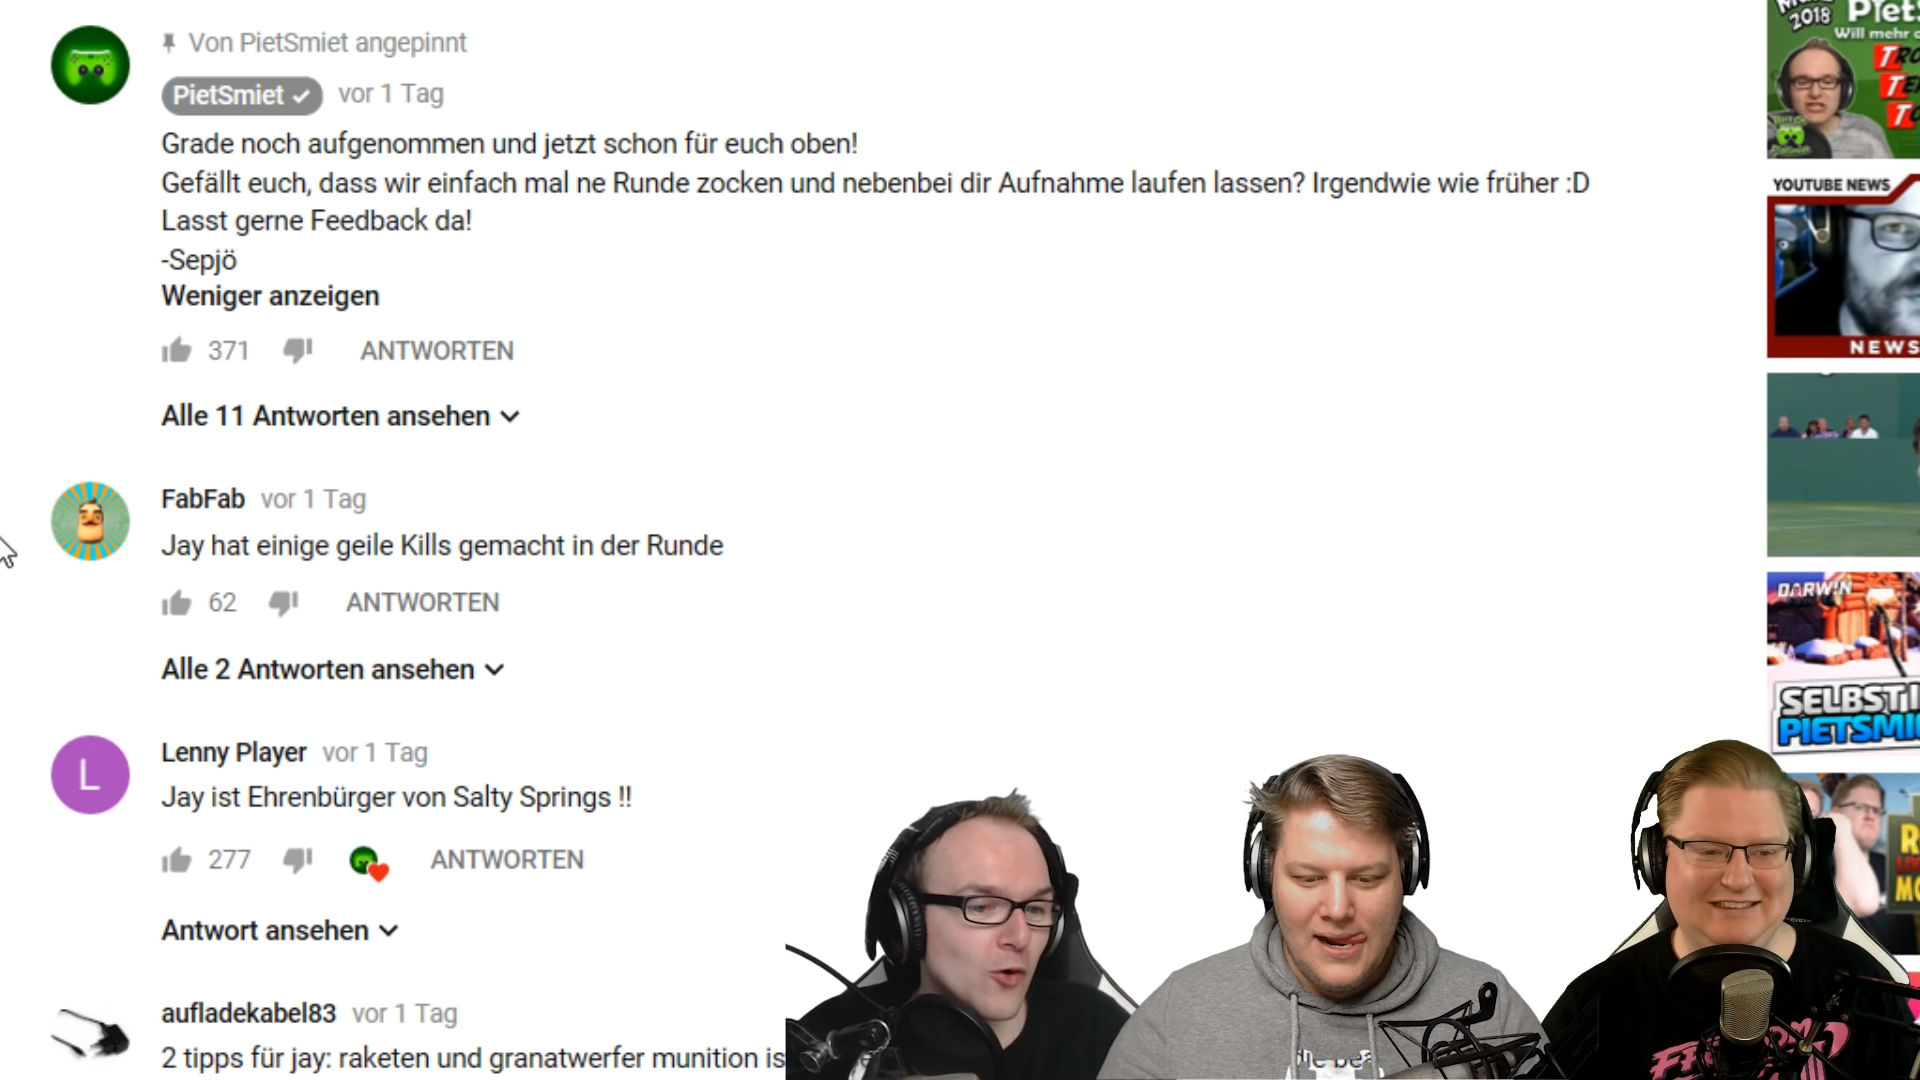 Von PietSmiet angepinnt
PietSmiet vor 1 Tag
Grade noch aufgenommen und jetzt schon für euch oben!
Gefällt euch, dass wir einfach mal ne Runde zocken und nebenbei dir Aufnahme laufen lassen? Irgendwie wie früher :D
Lasst gerne Feedback da!
-Sepjö
Weniger anzeigen
371 ANTWORTEN
Alle 11 Antworten ansehen
FabFab vor 1 Tag
Jay hat einige geile Kills gemacht in der Runde
62 ANTWORTEN
Alle 2 Antworten ansehen
L
Lenny Player vor 1 Tag
Jay ist Ehrenbürger von Salty Springs !!
277 ANTWORTEN
Antwort ansehen
aufladekabel83 vor 1 Tag
2 tipps für jay: raketen und granatwerfer munition is
2018
Will mehr
YOUTUBE NEWS
NEWS
DARWIN
SELBST
PIETSMI